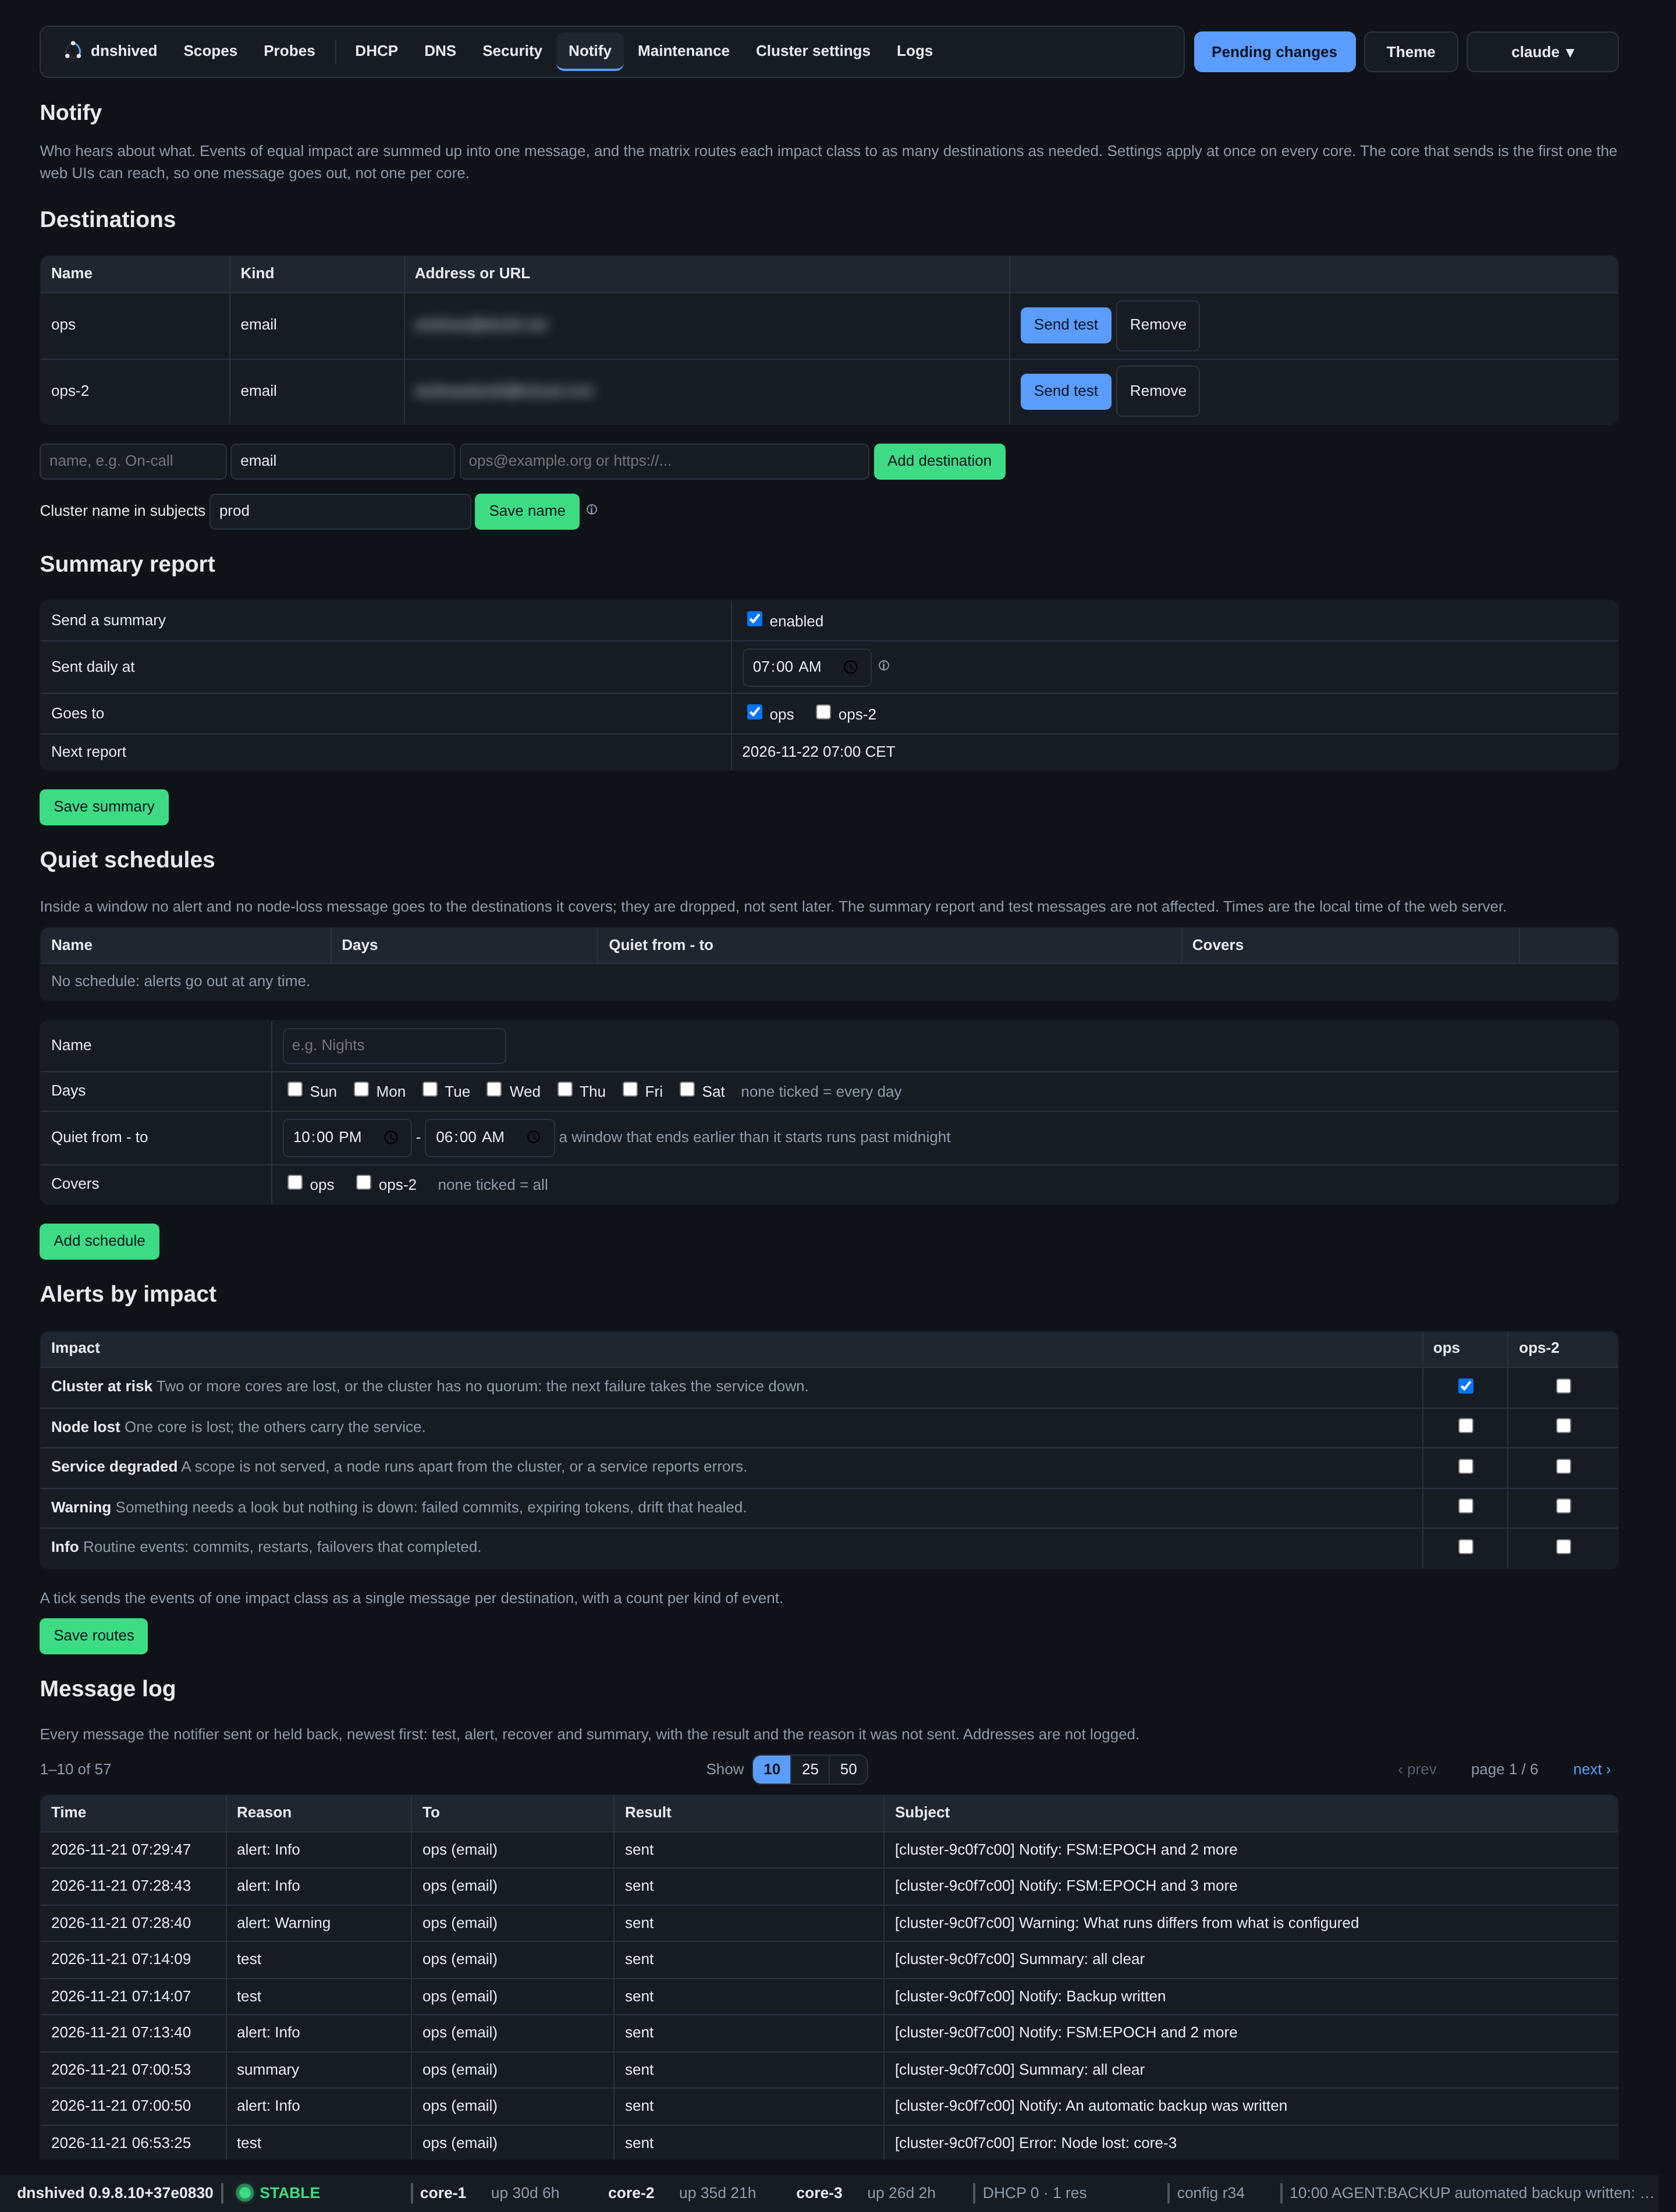 dnshived Scopes Probes DHCP DNS Security Notify Maintenance Cluster settings Logs Pending changes Theme claude ▾
Notify
Who hears about what. Events of equal impact are summed up into one message, and the matrix routes each impact class to as many destinations as needed. Settings apply at once on every core. The core that sends is the first one the
web UIs can reach, so one message goes out, not one per core.
Destinations
Name Kind Address or URL
ops email Send test Remove
ops-2 email Send test Remove
name, e.g. On-call email ops@example.org or https://... Add destination
Cluster name in subjects prod Save name ⓘ
Summary report
Send a summary enabled
Sent daily at 07:00 AM ⓘ
Goes to ops ops-2
Next report 2026-11-22 07:00 CET
Save summary
Quiet schedules
Inside a window no alert and no node-loss message goes to the destinations it covers; they are dropped, not sent later. The summary report and test messages are not affected. Times are the local time of the web server.
Name Days Quiet from - to Covers
No schedule: alerts go out at any time.
Name e.g. Nights
Days Sun Mon Tue Wed Thu Fri Sat none ticked = every day
Quiet from - to 10:00 PM - 06:00 AM a window that ends earlier than it starts runs past midnight
Covers ops ops-2 none ticked = all
Add schedule
Alerts by impact
Impact ops ops-2
Cluster at risk Two or more cores are lost, or the cluster has no quorum: the next failure takes the service down.
Node lost One core is lost; the others carry the service.
Service degraded A scope is not served, a node runs apart from the cluster, or a service reports errors.
Warning Something needs a look but nothing is down: failed commits, expiring tokens, drift that healed.
Info Routine events: commits, restarts, failovers that completed.
A tick sends the events of one impact class as a single message per destination, with a count per kind of event.
Save routes
Message log
Every message the notifier sent or held back, newest first: test, alert, recover and summary, with the result and the reason it was not sent. Addresses are not logged.
1–10 of 57 Show 10 25 50 ‹ prev page 1 / 6 next ›
Time Reason To Result Subject
2026-11-21 07:29:47 alert: Info ops (email) sent [cluster-9c0f7c00] Notify: FSM:EPOCH and 2 more
2026-11-21 07:28:43 alert: Info ops (email) sent [cluster-9c0f7c00] Notify: FSM:EPOCH and 3 more
2026-11-21 07:28:40 alert: Warning ops (email) sent [cluster-9c0f7c00] Warning: What runs differs from what is configured
2026-11-21 07:14:09 test ops (email) sent [cluster-9c0f7c00] Summary: all clear
2026-11-21 07:14:07 test ops (email) sent [cluster-9c0f7c00] Notify: Backup written
2026-11-21 07:13:40 alert: Info ops (email) sent [cluster-9c0f7c00] Notify: FSM:EPOCH and 2 more
2026-11-21 07:00:53 summary ops (email) sent [cluster-9c0f7c00] Summary: all clear
2026-11-21 07:00:50 alert: Info ops (email) sent [cluster-9c0f7c00] Notify: An automatic backup was written
2026-11-21 06:53:25 test ops (email) sent [cluster-9c0f7c00] Error: Node lost: core-3
dnshived 0.9.8.10+37e0830 STABLE core-1 up 30d 6h core-2 up 35d 21h core-3 up 26d 2h DHCP 0 · 1 res config r34 10:00 AGENT:BACKUP automated backup written: …